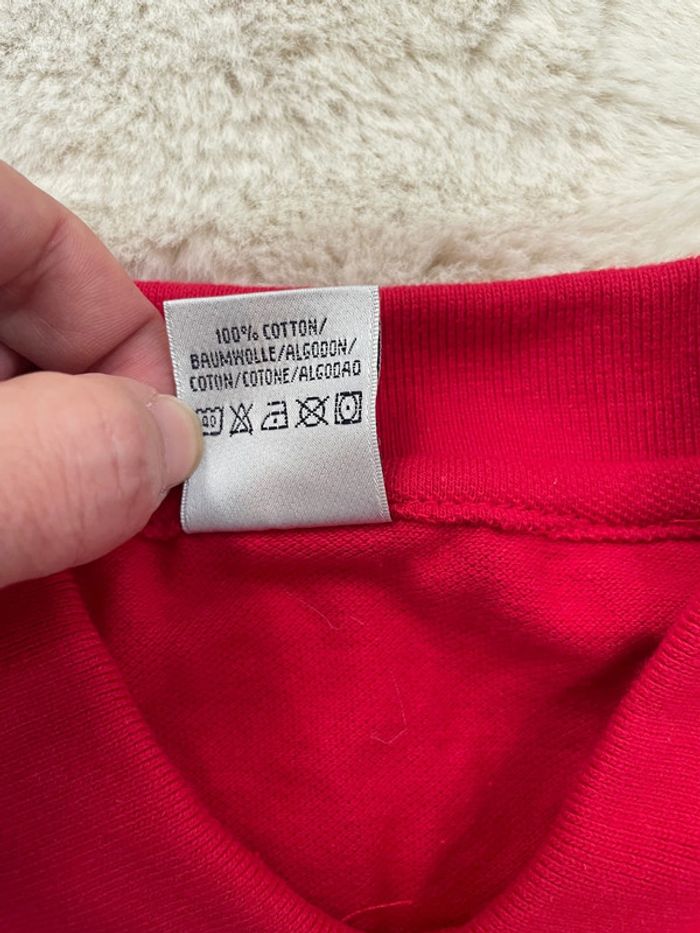 100% COTTON/
BAUMWOLLE/ALGODON/
COTON/COTONE/ALGODAO